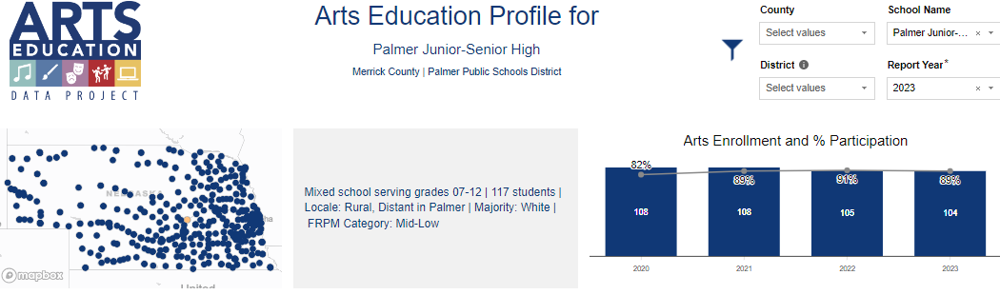 ARTS
EDUCATION
DATA PROJECT
Arts Education Profile for
Palmer Junior-Senior High
Merrick County | Palmer Public Schools District
County
Select values
School Name
Palmer Junior-...
District
Select values
Report Year*
2023
NEBRASKA
mapbox
United
Mixed school serving grades 07-12 | 117 students |
Locale: Rural, Distant in Palmer | Majority: White |
FRPM Category: Mid-Low
Arts Enrollment and % Participation
82%
89%
91%
89%
108
108
105
104
2020
2021
2022
2023